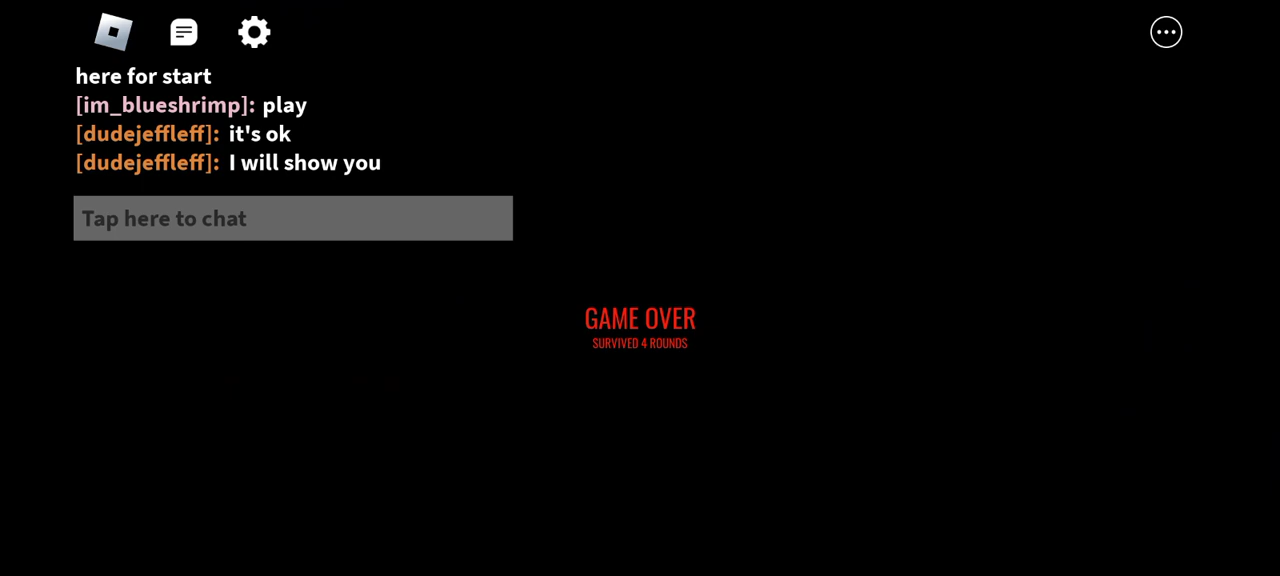 here for start
[im_blueshrimp]: play
[dudejeffleff]: it's ok
[dudejeffleff]: I will show you
Tap here to chat
GAME OVER
SURVIVED 4 ROUNDS